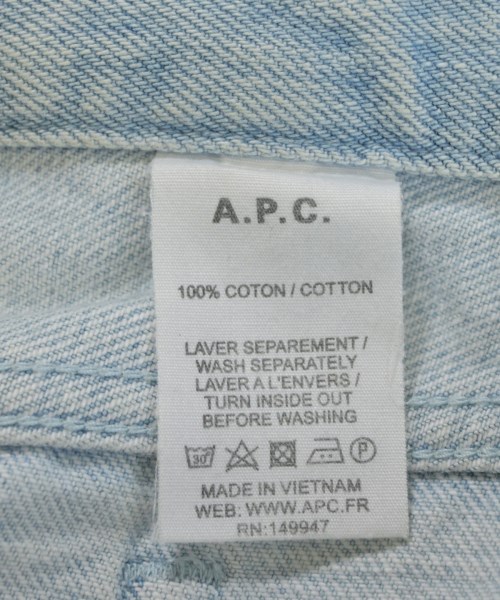 A.P.C.
100% COTON / COTTON
LAVER SEPAREMENT /
WASH SEPARATELY
LAVER A L'ENVERS /
TURN INSIDE OUT
BEFORE WASHING
30° P
MADE IN VIETNAM
WEB: WWW.APC.FR
RN:149947